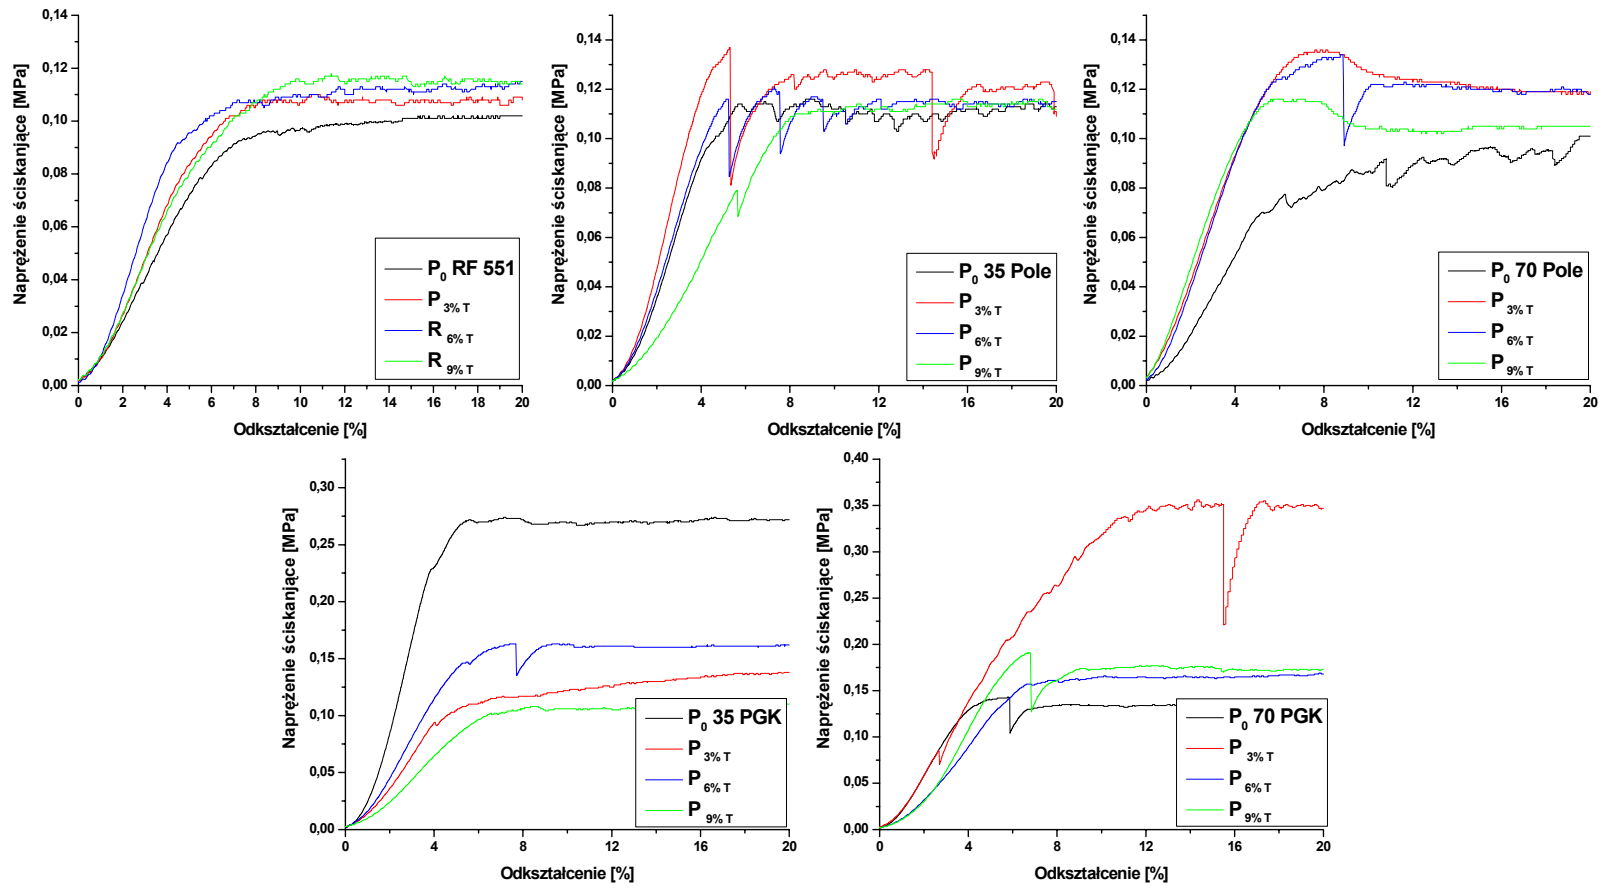 0,14
0,12
0,10
0,08
0,06
0,04
0,02
0,00
Naprężenie ściskające [MPa]
0 2 4 6 8 10 12 14 16 18 20
Odkształcenie [%]
P0 RF 551
P3% T
R6% T
R9% T
0,14
0,12
0,10
0,08
0,06
0,04
0,02
0,00
Naprężenie ściskające [MPa]
0 4 8 12 16 20
Odkształcenie [%]
P0 35 Pole
P3% T
P6% T
P9% T
0,14
0,12
0,10
0,08
0,06
0,04
0,02
0,00
Naprężenie ściskające [MPa]
0 4 8 12 16 20
Odkształcenie [%]
P0 70 Pole
P3% T
P6% T
P9% T
0,30
0,25
0,20
0,15
0,10
0,05
0,00
Naprężenie ściskające [MPa]
0 4 8 12 16 20
Odkształcenie [%]
P0 35 PGK
P3% T
P6% T
P9% T
0,40
0,35
0,30
0,25
0,20
0,15
0,10
0,05
0,00
Naprężenie ściskające [MPa]
0 4 8 12 16 20
Odkształcenie [%]
P0 70 PGK
P3% T
P6% T
P9% T